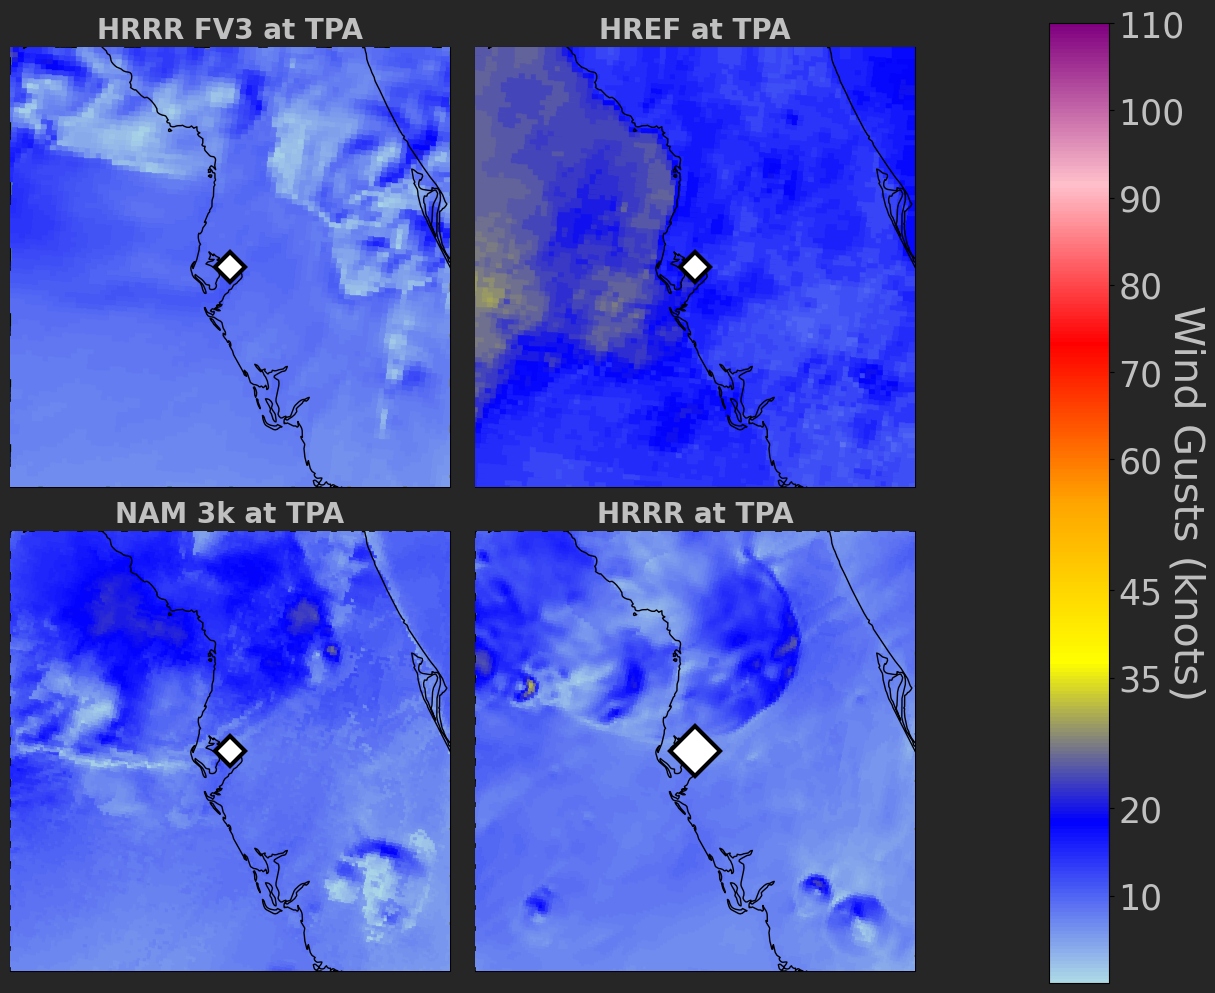 HRRR FV3 at TPA
HREF at TPA
NAM 3k at TPA
HRRR at TPA
110
100
90
80
70
60
45
35
20
10
Wind Gusts (knots)